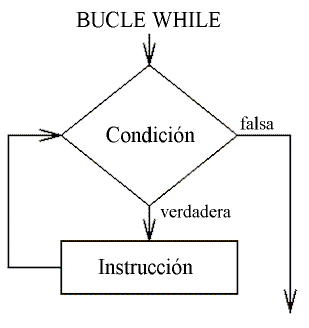 BUCLE WHILE
Condición
falsa
verdadera
Instrucción